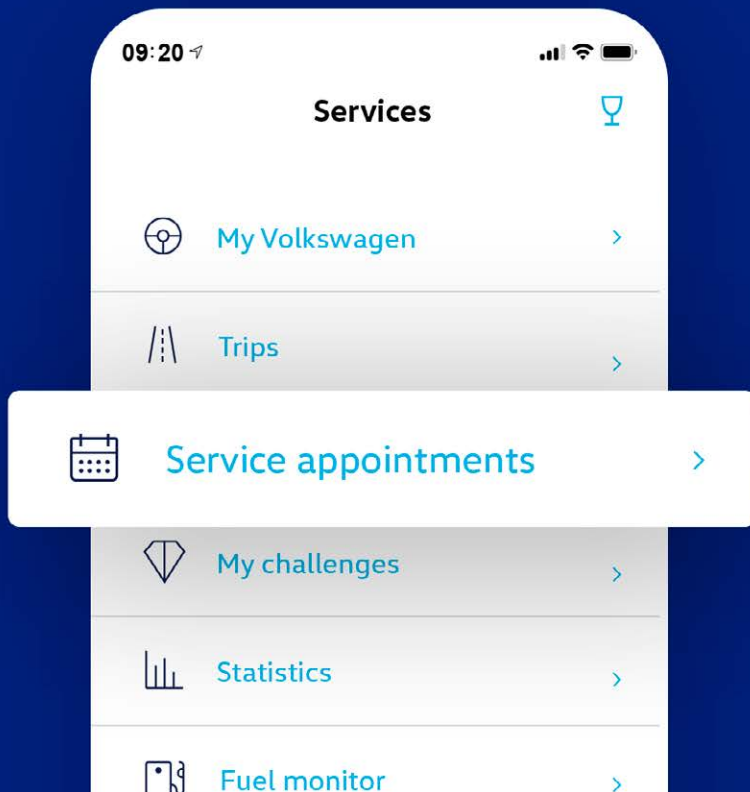 09:20
Services
My Volkswagen
Trips
Service appointments
My challenges
Statistics
Fuel monitor